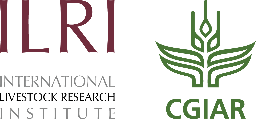 ILRI
INTERNATIONAL
LIVESTOCK RESEARCH
INSTITUTE
CGIAR